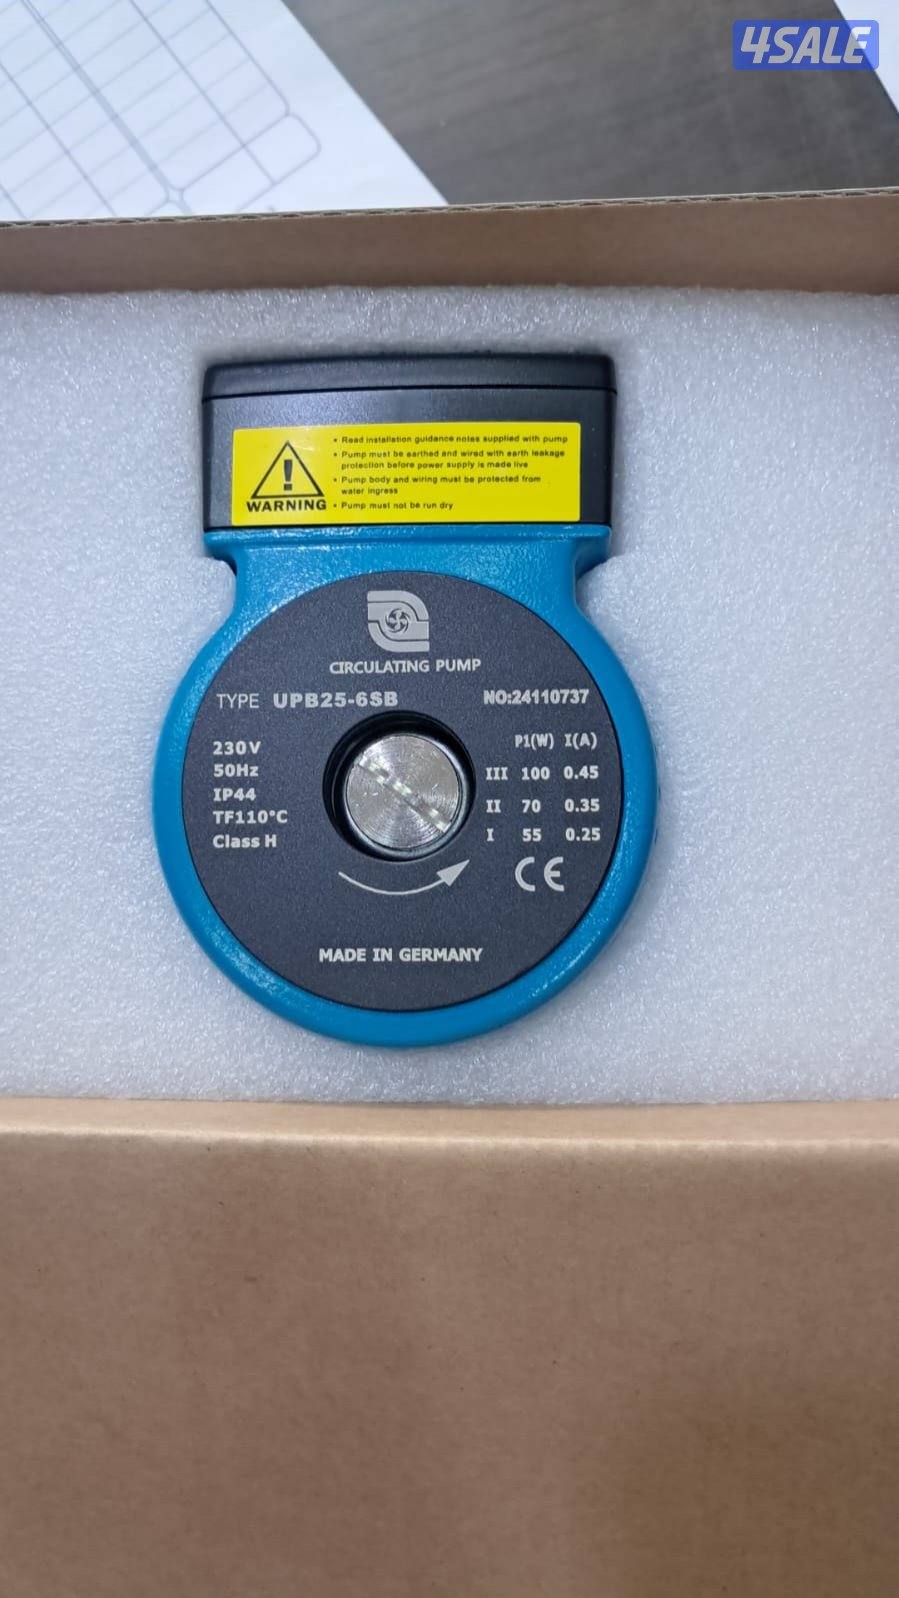 4SALE
• Read installation guidance notes supplied with pump
• Pump must be earthed and wired with earth leakage
protection before power supply is made live
• Pump body and wiring must be protected from
water ingress
• Pump must not be run dry
WARNING
CIRCULATING PUMP
TYPE UPB25-6SB
NO:24110737
230V
50Hz
IP44
TF110°C
Class H
P1(W) I(A)
III 100 0.45
II 70 0.35
I 55 0.25
CE
MADE IN GERMANY